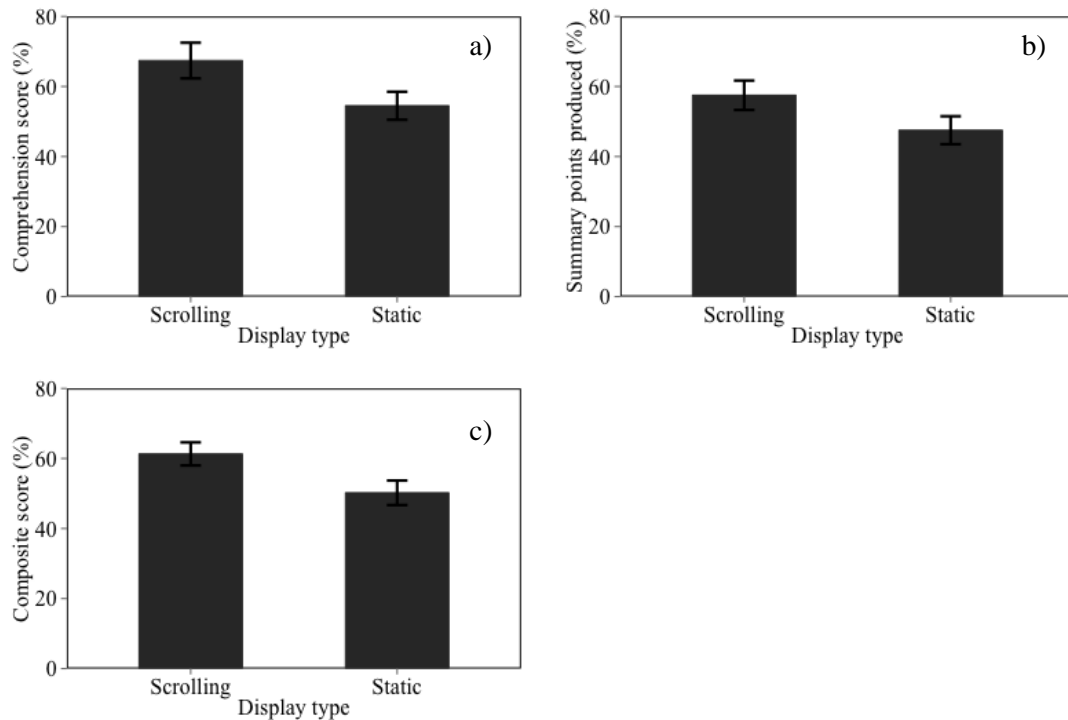 a)
Comprehension score (%)
80
60
40
20
0
Scrolling Static
Display type
b)
Summary points produced (%)
80
60
40
20
0
Scrolling Static
Display type
c)
Composite score (%)
80
60
40
20
0
Scrolling Static
Display type